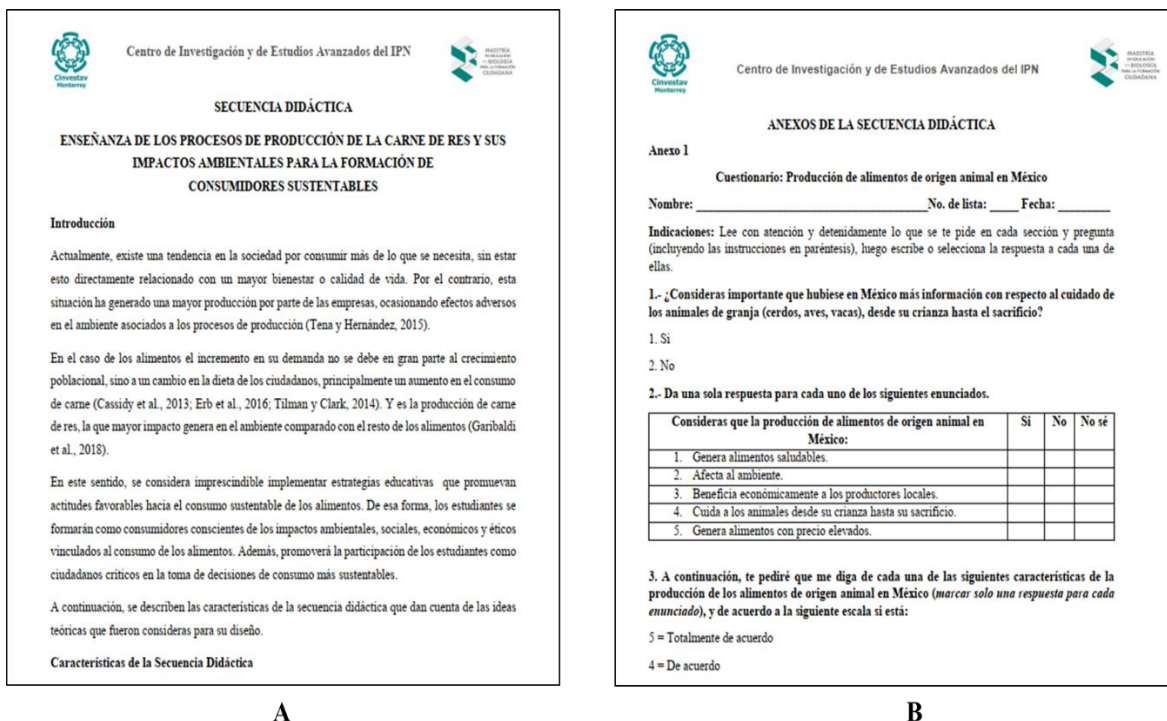 Centro de Investigación y de Estudios Avanzados del IPN
Cinvestav
Monterrey
MAESTRÍA
EN EDUCACIÓN
EN BIOLOGÍA
PARA LA FORMACIÓN
CIUDADANA
SECUENCIA DIDÁCTICA
ENSEÑANZA DE LOS PROCESOS DE PRODUCCIÓN DE LA CARNE DE RES Y SUS
IMPACTOS AMBIENTALES PARA LA FORMACIÓN DE
CONSUMIDORES SUSTENTABLES
Introducción
Actualmente, existe una tendencia en la sociedad por consumir más de lo que se necesita, sin estar
esto directamente relacionado con un mayor bienestar o calidad de vida. Por el contrario, esta
situación ha generado una mayor producción por parte de las empresas, ocasionando efectos adversos
en el ambiente asociados a los procesos de producción (Tena y Hernández, 2015).
En el caso de los alimentos el incremento en su demanda no se debe en gran parte al crecimiento
poblacional, sino a un cambio en la dieta de los ciudadanos, principalmente un aumento en el consumo
de carne (Cassidy et al., 2013; Erb et al., 2016; Tilman y Clark, 2014). Y es la producción de carne
de res, la que mayor impacto genera en el ambiente comparado con el resto de los alimentos (Garibaldi
et al., 2018).
En este sentido, se considera imprescindible implementar estrategias educativas que promuevan
actitudes favorables hacia el consumo sustentable de los alimentos. De esa forma, los estudiantes se
formarán como consumidores conscientes de los impactos ambientales, sociales, económicos y éticos
vinculados al consumo de los alimentos. Además, promoverá la participación de los estudiantes como
ciudadanos críticos en la toma de decisiones de consumo más sustentables.
A continuación, se describen las características de la secuencia didáctica que dan cuenta de las ideas
teóricas que fueron consideras para su diseño.
Características de la Secuencia Didáctica
A
Centro de Investigación y de Estudios Avanzados del IPN
Cinvestav
Monterrey
MAESTRÍA
EN EDUCACIÓN
EN BIOLOGÍA
PARA LA FORMACIÓN
CIUDADANA
ANEXOS DE LA SECUENCIA DIDÁCTICA
Anexo 1
Cuestionario: Producción de alimentos de origen animal en México
Nombre: ____ No. de lista: ____ Fecha: ____
Indicaciones: Lee con atención y detenidamente lo que se te pide en cada sección y pregunta
(incluyendo las instrucciones en paréntesis), luego escribe o selecciona la respuesta a cada una de
ellas.
1.- ¿Consideras importante que hubiese en México más información con respecto al cuidado de
los animales de granja (cerdos, aves, vacas), desde su crianza hasta el sacrificio?
1. Si
2. No
2.- Da una sola respuesta para cada uno de los siguientes enunciados.
Consideras que la producción de alimentos de origen animal en México: Si No No sé
1. Genera alimentos saludables.
2. Afecta al ambiente.
3. Beneficia económicamente a los productores locales.
4. Cuida a los animales desde su crianza hasta su sacrificio.
5. Genera alimentos con precio elevados.
3. A continuación, te pediré que me diga de cada una de las siguientes características de la
producción de los alimentos de origen animal en México (marcar solo una respuesta para cada
enunciado), y de acuerdo a la siguiente escala si está:
5 = Totalmente de acuerdo
4 = De acuerdo
B